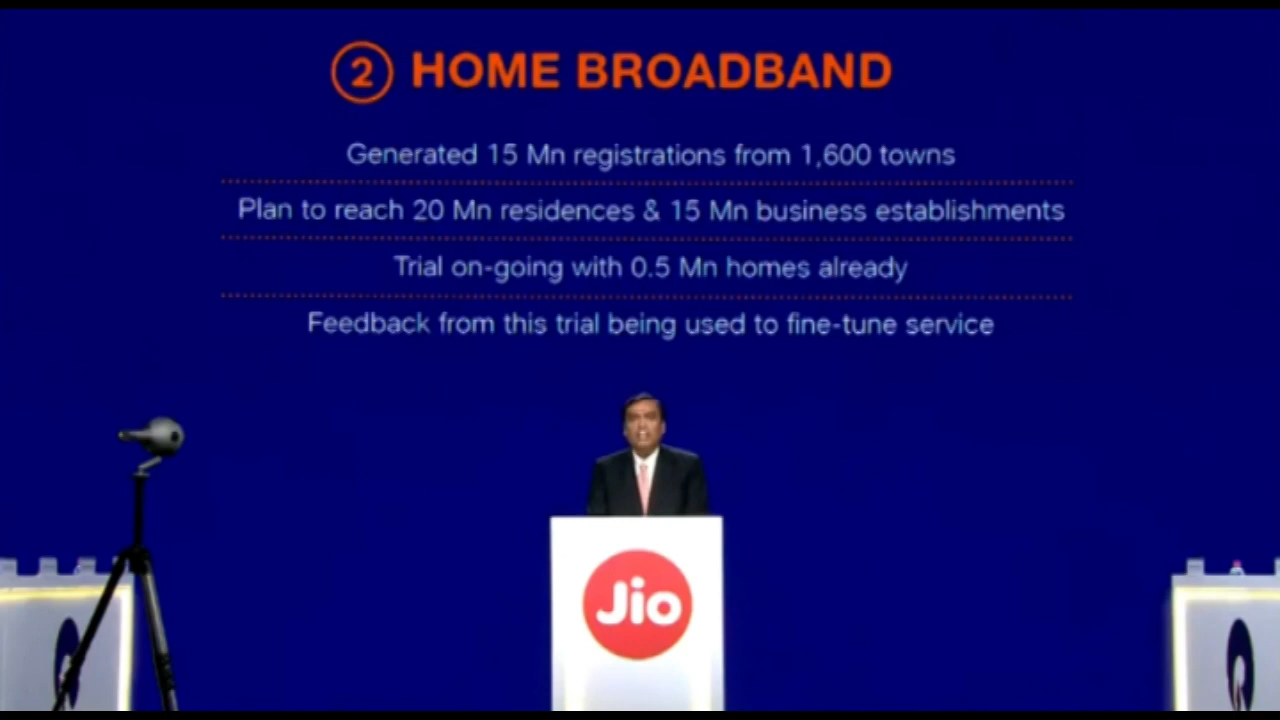 2 HOME BROADBAND
Generated 15 Mn registrations from 1,600 towns
Plan to reach 20 Mn residences & 15 Mn business establishments
Trial on-going with 0.5 Mn homes already
Feedback from this trial being used to fine-tune service
Jio